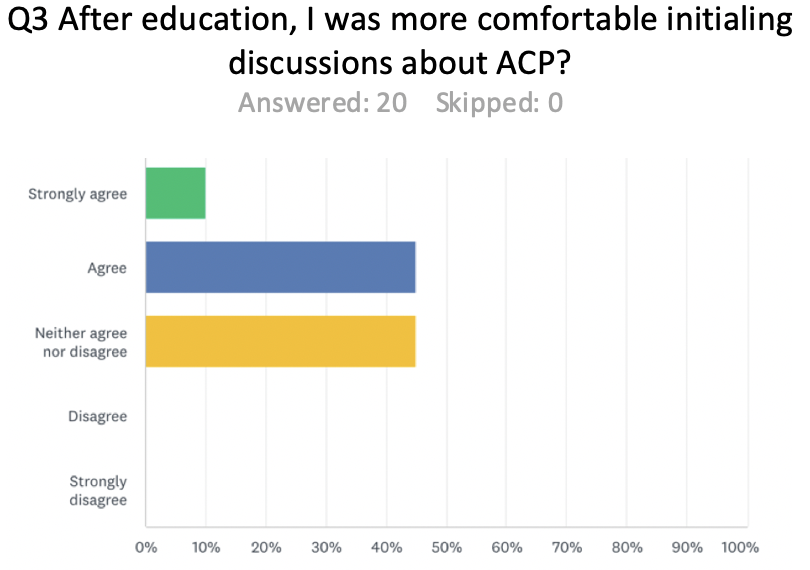 Q3 After education, I was more comfortable initialing
discussions about ACP?
Answered: 20 Skipped: 0
Strongly agree
Agree
Neither agree
nor disagree
Disagree
Strongly
disagree
0% 10% 20% 30% 40% 50% 60% 70% 80% 90% 100%